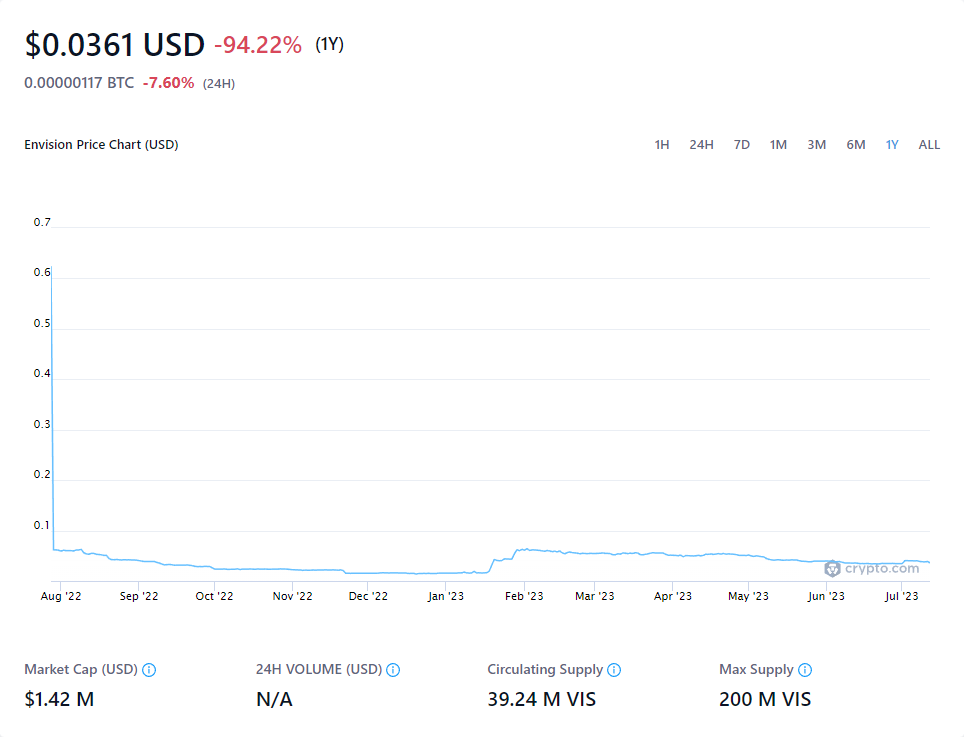 $0.0361 USD -94.22% (1Y)
0.00000117 BTC -7.60% (24H)
Envision Price Chart (USD) 1H 24H 7D 1M 3M 6M 1Y ALL
0.7
0.6
0.5
0.4
0.3
0.2
0.1
crypto.com
Aug '22 Sep '22 Oct '22 Nov '22 Dec '22 Jan '23 Feb '23 Mar '23 Apr '23 May '23 Jun '23 Jul '23
Market Cap (USD) 24H VOLUME (USD) Circulating Supply Max Supply
$1.42 M N/A 39.24 M VIS 200 M VIS